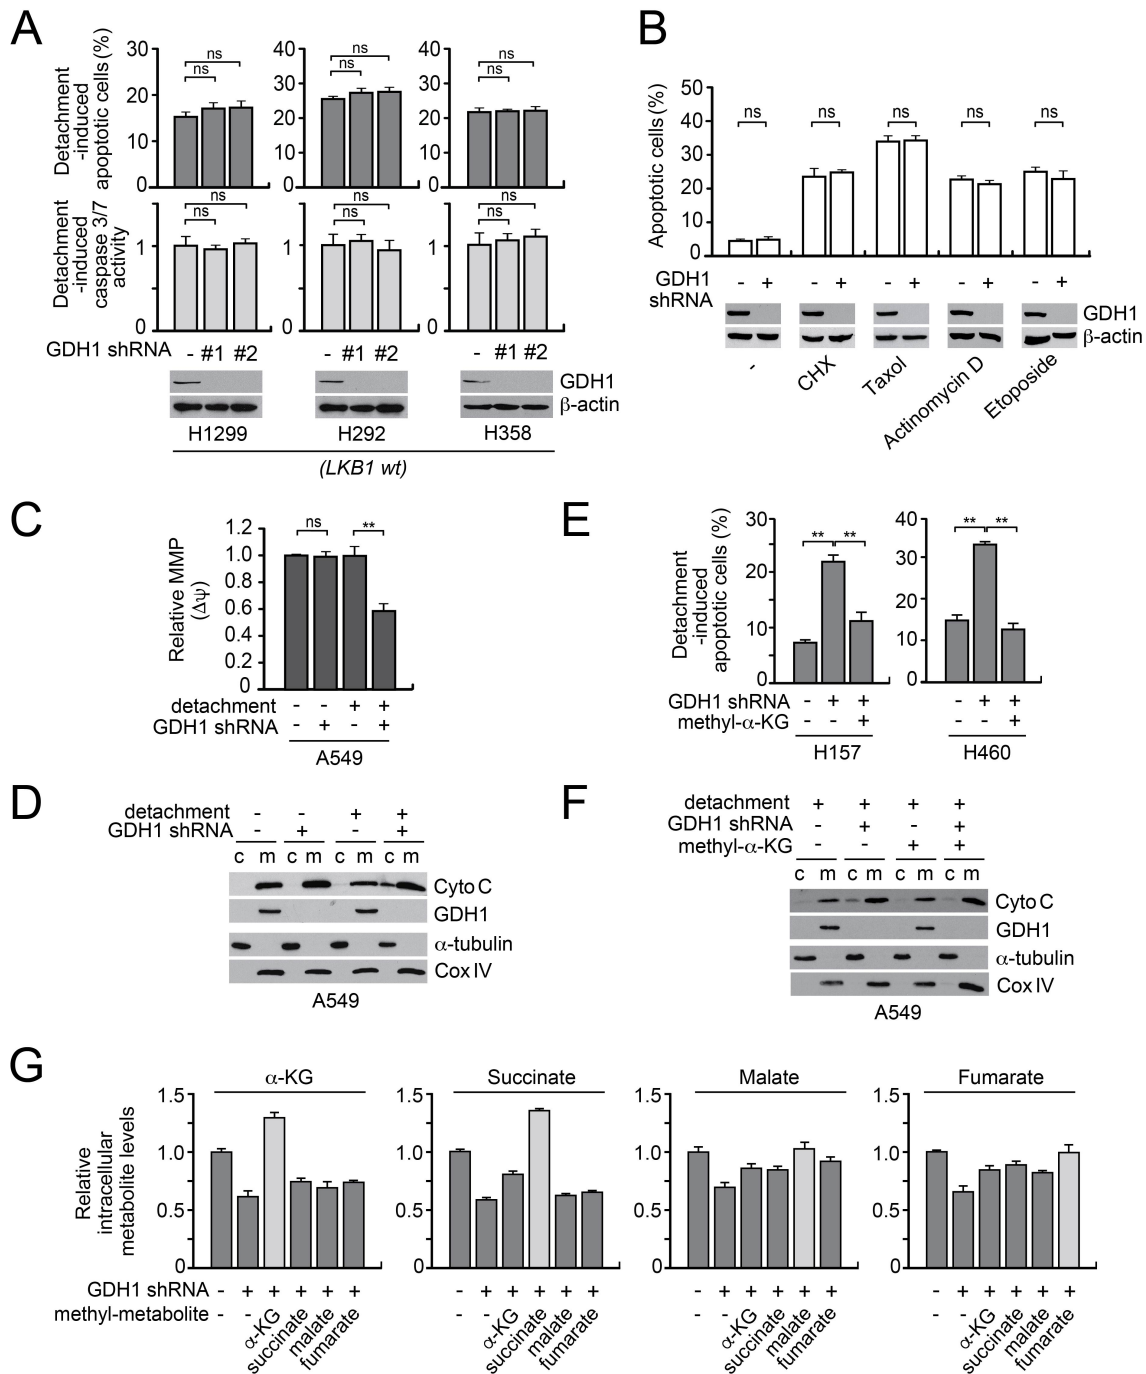 A
Detachment
-induced
apoptotic cells (%)
30
20
10
0
ns
ns
40
30
20
10
0
ns
ns
40
30
20
10
0
ns
ns
Detachment
-induced
caspase 3/7
activity
1
0
ns
ns
1
0
ns
ns
1
0
ns
ns
GDH1 shRNA - #1 #2 - #1 #2 - #1 #2
GDH1
β-actin
H1299 H292 H358
(LKB1 wt)
B
Apoptotic cells (%)
50
40
30
20
10
0
ns ns ns ns ns
GDH1
shRNA
- + - + - + - + - +
GDH1
β-actin
- CHX Taxol Actinomycin D Etoposide
C
Relative MMP
(Δψ)
1.2
1.0
0.8
0.6
0.4
0.2
0
ns **
detachment - - + +
GDH1 shRNA - + - +
A549
D
detachment - - + +
GDH1 shRNA - + - +
c m c m c m c m
Cyto C
GDH1
α-tubulin
Cox IV
A549
E
Detachment
-induced
apoptotic cells (%)
30
20
10
0
** **
40
30
20
10
0
** **
GDH1 shRNA - + + - + +
methyl-α-KG - - + - - +
H157 H460
F
detachment + + + +
GDH1 shRNA - + - +
methyl-α-KG - - + +
c m c m c m c m
Cyto C
GDH1
α-tubulin
Cox IV
A549
G
Relative
intracellular
metabolite levels
α-KG
1.5
1.0
0.5
0
Succinate
1.5
1.0
0.5
0
Malate
1.5
1.0
0.5
0
Fumarate
1.5
1.0
0.5
0
GDH1 shRNA - + + + + + - + + + + + - + + + + + - + + + + +
methyl-metabolite - - α-KG succinate malate fumarate - - α-KG succinate malate fumarate - - α-KG succinate malate fumarate - - α-KG succinate malate fumarate